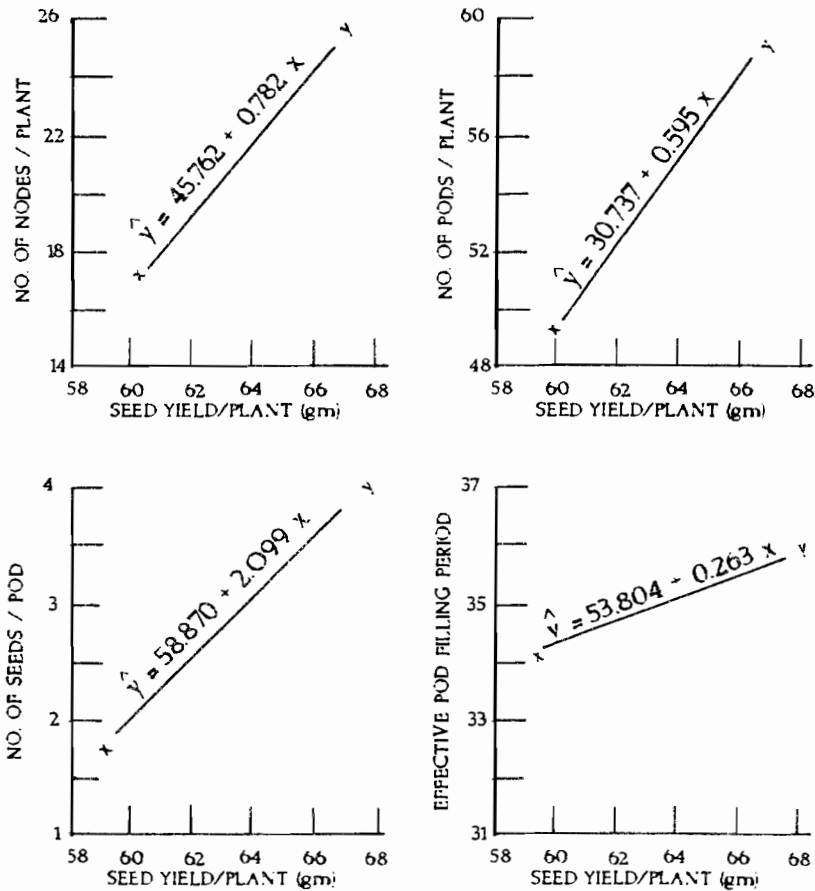 26
22
18
14
NO. OF NODES / PLANT
ŷ = 45.762 + 0.782 x
x
y
58 60 62 64 66 68
SEED YIELD/PLANT (gm)
60
56
52
48
NO. OF PODS / PLANT
ŷ = 30.737 + 0.595 x
x
y
58 60 62 64 66 68
SEED YIELD/PLANT (gm)
4
3
2
1
NO. OF SEEDS / POD
ŷ = 58.870 + 2.099 x
x
y
58 60 62 64 66 68
SEED YIELD/PLANT (gm)
37
35
33
31
EFFECTIVE POD FILLING PERIOD
ŷ = 53.804 + 0.263 x
x
y
58 60 62 64 66 68
SEED YIELD/PLANT (gm)